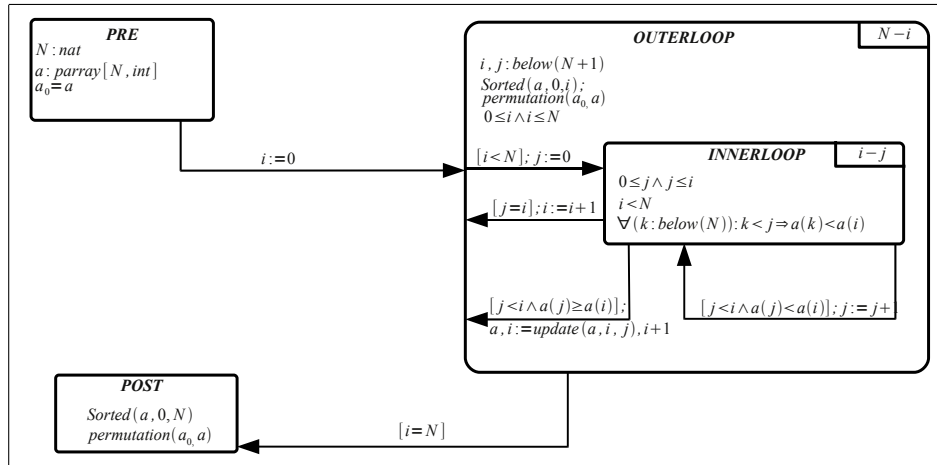 PRE
N : nat
a : parray[N, int]
a₀=a
i:=0
OUTERLOOP
N−i
i, j: below(N+1)
Sorted(a,0,i);
permutation(a₀, a)
0≤i∧i≤N
[i<N]; j:=0
INNERLOOP
i−j
0≤j∧j≤i
i<N
∀(k:below(N)):k<j⇒a(k)<a(i)
[j=i];i:=i+1
[j<i∧a(j)≥a(i)];
a,i:=update(a,i,j),i+1
[j<i∧a(j)<a(i)]; j:=j+1
POST
Sorted(a,0,N)
permutation(a₀, a)
[i=N]